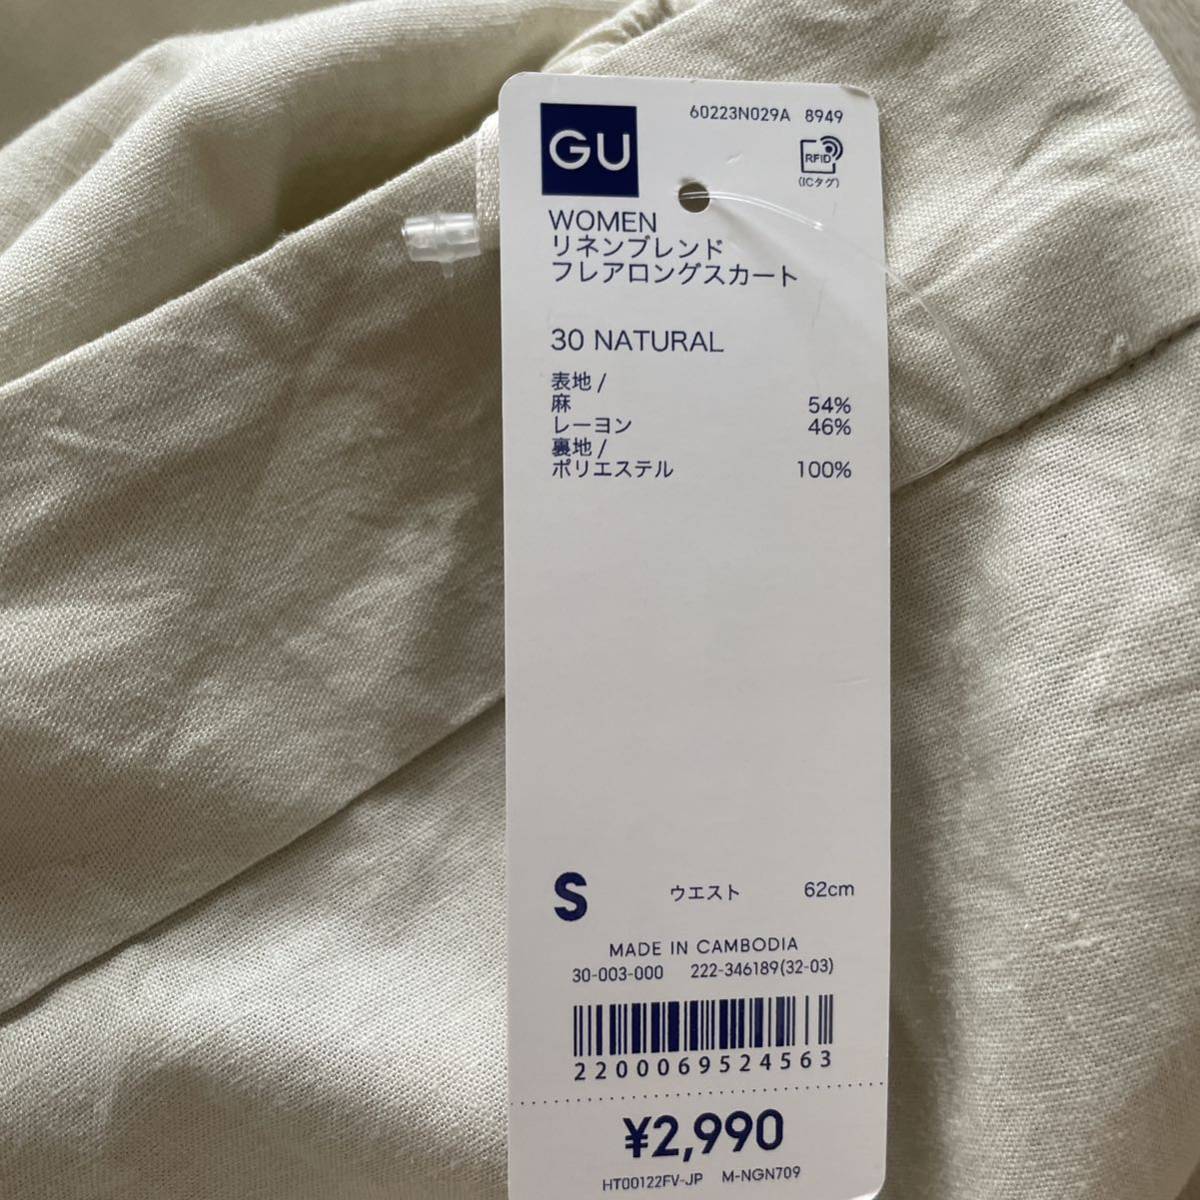 GU
60223N029A 8949
RFID
(ICタグ)
WOMEN
リネンブレンド
フレアロングスカート
30 NATURAL
表地/
麻 54%
レーヨン 46%
裏地/
ポリエステル 100%
S ウエスト 62cm
MADE IN CAMBODIA
30-003-000 222-346189(32-03)
2200069524563
¥2,990
HT00122FV-JP M-NGN709